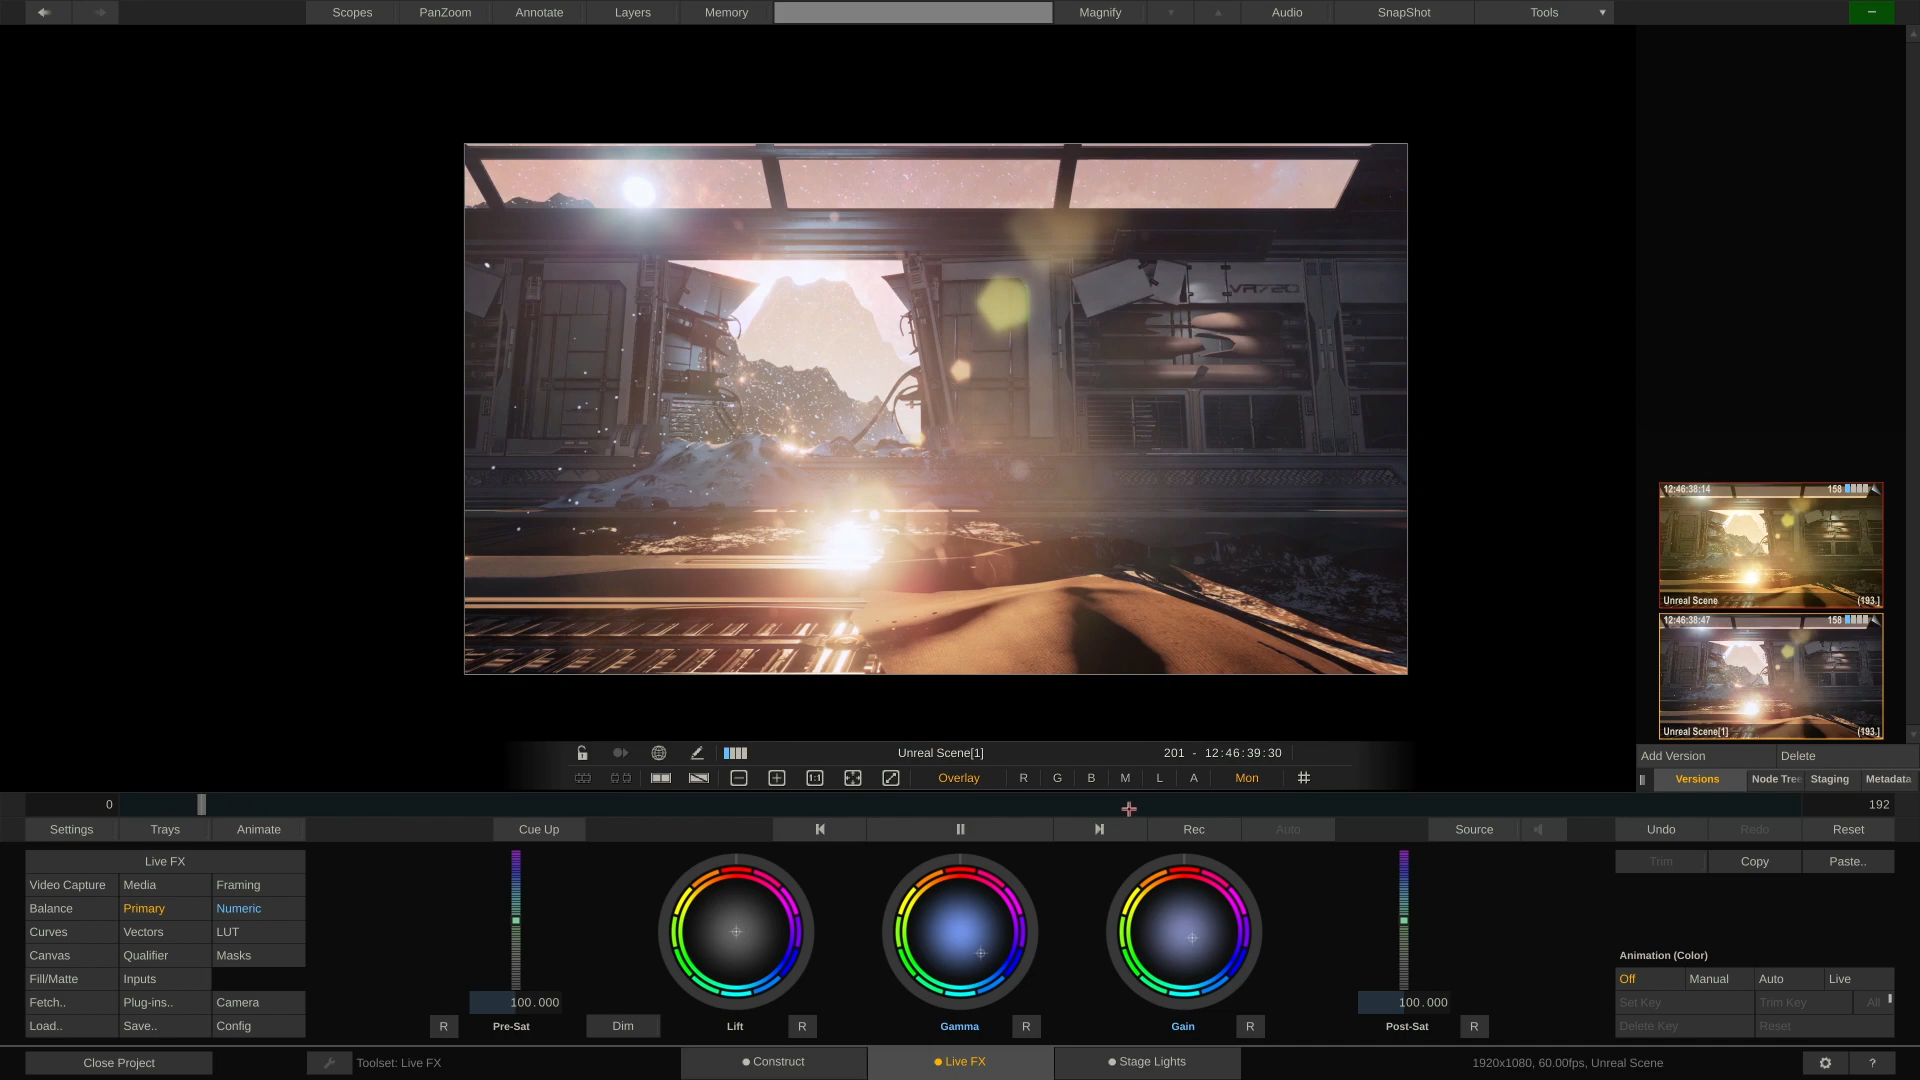 Scopes PanZoom Annotate Layers Memory Magnify Audio SnapShot Tools
VA720
12:46:38:14 158
Unreal Scene (193.]
12:46:38:47 158
Unreal Scene[1] (193.]
Unreal Scene[1] 201 - 12:46:39:30
Add Version Delete
1:1 Overlay R G B M L A Mon
Versions Node Tree Staging Metadata
0 192
Settings Trays Animate Cue Up Rec Auto Source Undo Redo Reset
Live FX
Trim Copy Paste..
Video Capture Media Framing
Balance Primary Numeric
Curves Vectors LUT
Canvas Qualifier Masks
Animation (Color)
Fill/Matte Inputs
Off Manual Auto Live
Fetch.. Plug-ins.. Camera
100.000 100.000
Set Key Trim Key All
Load.. Save.. Config
R Pre-Sat Dim Lift R Gamma R Gain R Post-Sat R
Delete Key Reset
Close Project Toolset: Live FX Construct Live FX Stage Lights 1920x1080, 60.00fps, Unreal Scene ?